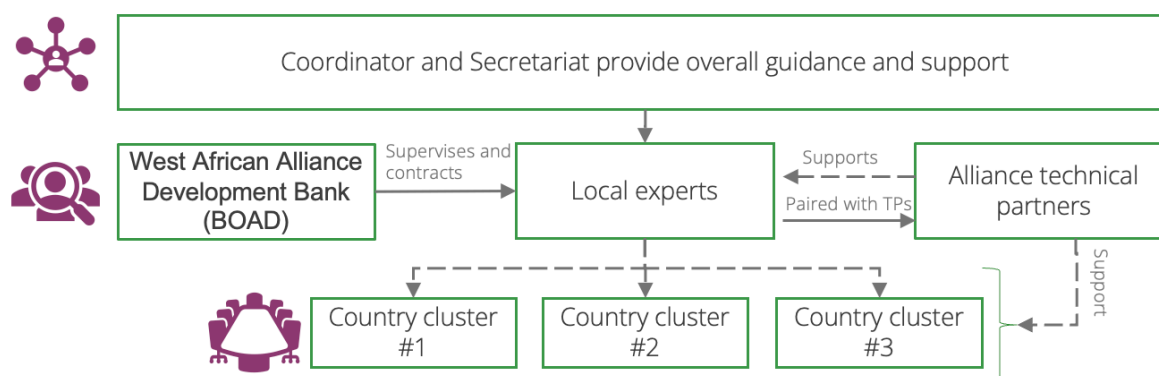 Coordinator and Secretariat provide overall guidance and support
West African Alliance
Development Bank
(BOAD)
Supervises and
contracts
Local experts
Supports
Paired with TPs
Alliance technical
partners
Support
Country cluster
#1
Country cluster
#2
Country cluster
#3